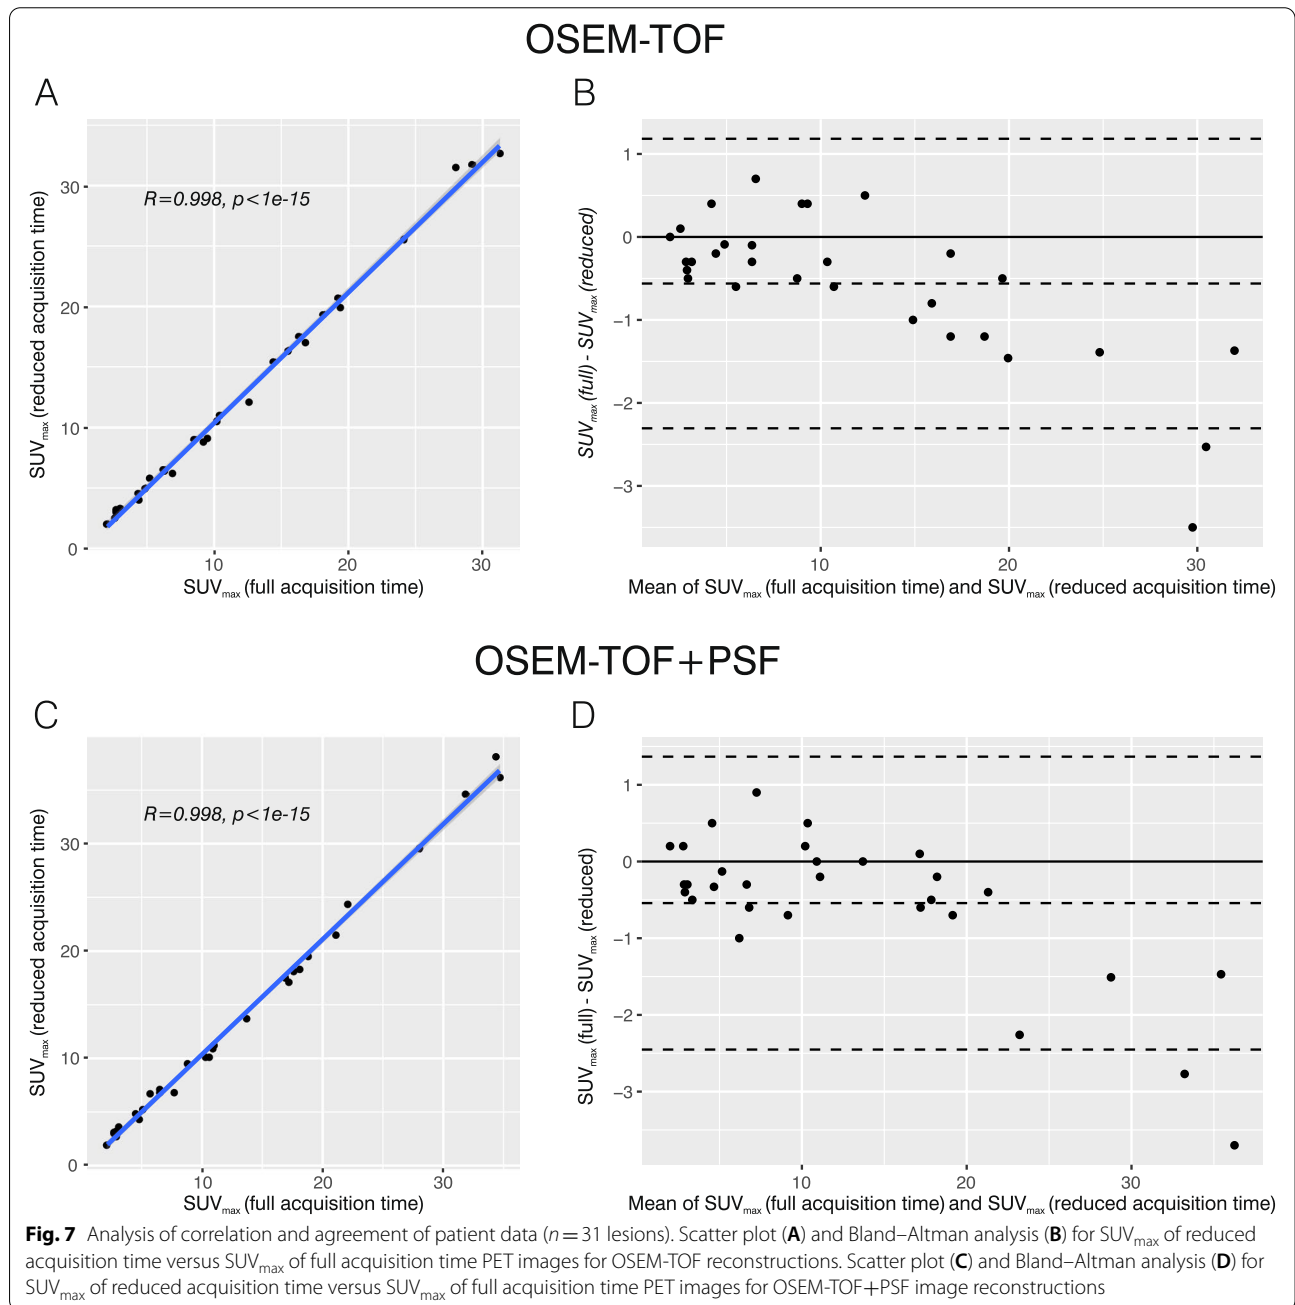 OSEM-TOF
A
B
R=0.998, p<1e-15
SUVmax (reduced acquisition time)
30
20
10
0
10 20 30
SUVmax (full acquisition time)
SUVmax (full) - SUVmax (reduced)
1
0
−1
−2
−3
10 20 30
Mean of SUVmax (full acquisition time) and SUVmax (reduced acquisition time)
OSEM-TOF+PSF
C
D
R=0.998, p<1e-15
SUVmax (reduced acquisition time)
30
20
10
0
10 20 30
SUVmax (full acquisition time)
SUVmax (full) - SUVmax (reduced)
1
0
−1
−2
−3
10 20 30
Mean of SUVmax (full acquisition time) and SUVmax (reduced acquisition time)
Fig. 7 Analysis of correlation and agreement of patient data (n = 31 lesions). Scatter plot (A) and Bland–Altman analysis (B) for SUVmax of reduced
acquisition time versus SUVmax of full acquisition time PET images for OSEM-TOF reconstructions. Scatter plot (C) and Bland–Altman analysis (D) for
SUVmax of reduced acquisition time versus SUVmax of full acquisition time PET images for OSEM-TOF+PSF image reconstructions